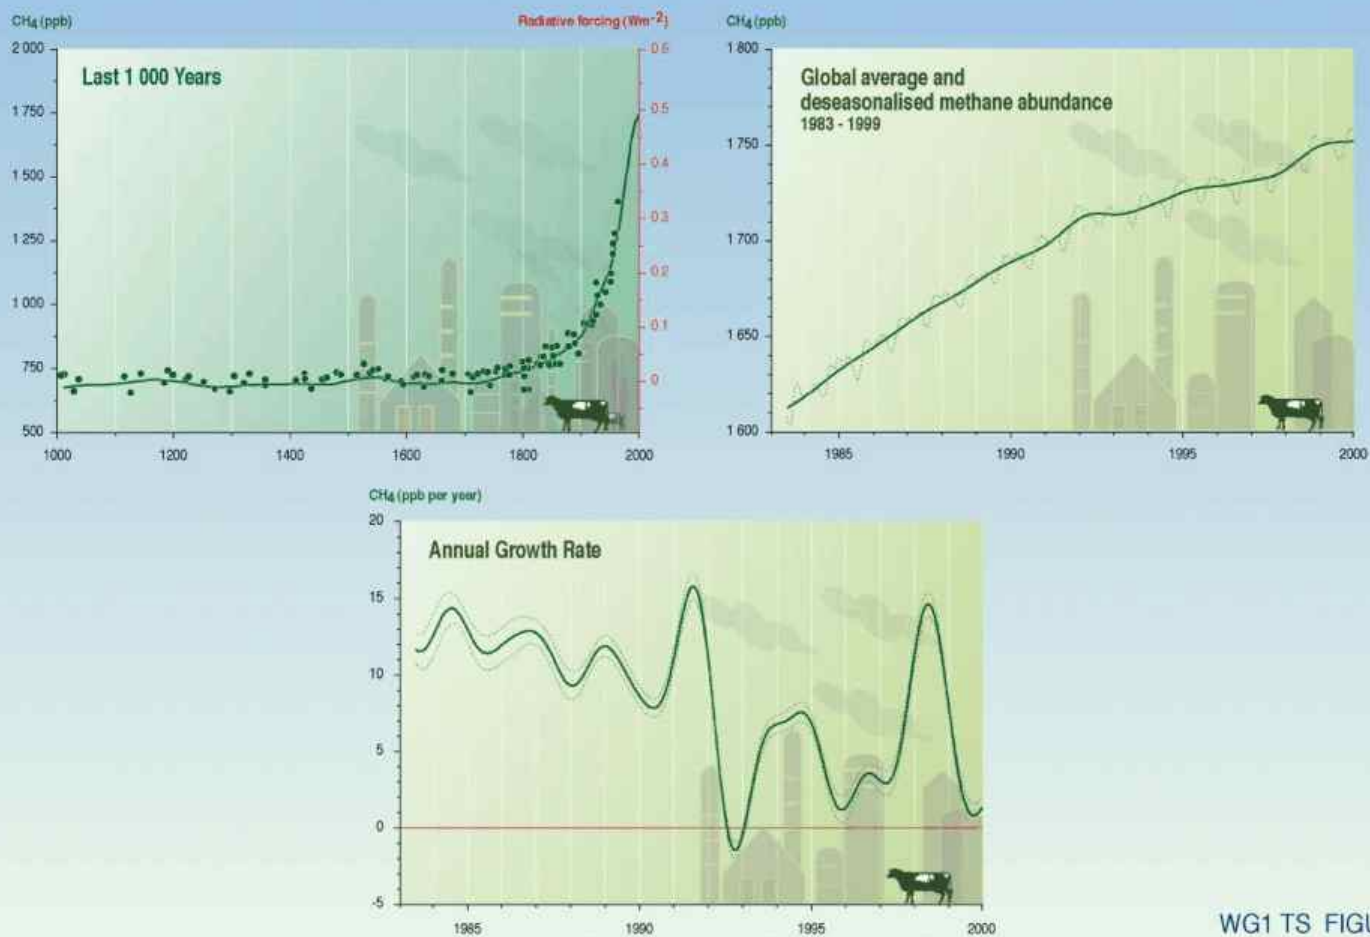 CH4 (ppb)
Radiative forcing (Wm-2)
Last 1 000 Years
2 000
1 750
1 500
1 250
1 000
750
500
0.6
0.5
0.4
0.3
0.2
0.1
0
1000 1200 1400 1600 1800 2000
CH4 (ppb)
Global average and
deseasonalised methane abundance
1983 - 1999
1 800
1 750
1 700
1 650
1 600
1985 1990 1995 2000
CH4 (ppb per year)
Annual Growth Rate
20
15
10
5
0
-5
1985 1990 1995 2000
WG1 TS FIGU